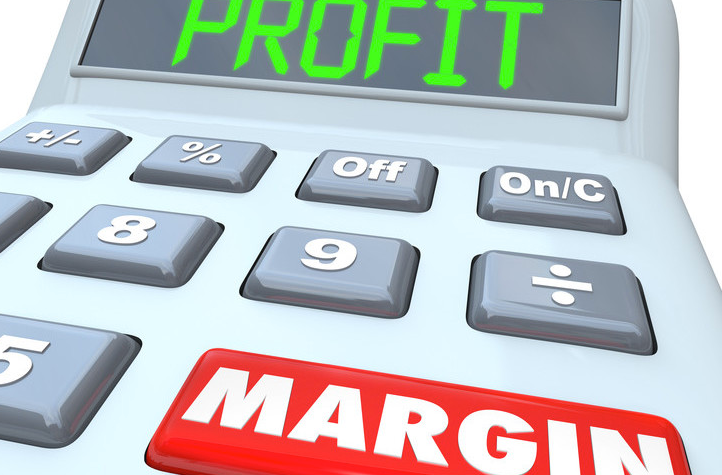 PROFIT
+/- % Off On/C
8 9 ÷
5
MARGIN